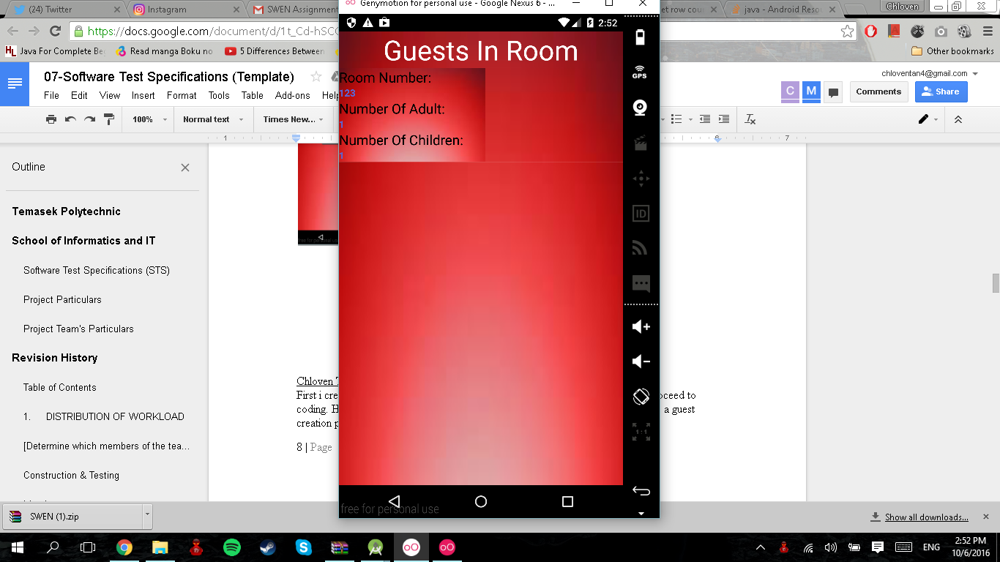 (24) Twitter
Instagram
SWEN Assignment
Genymotion for personal use - Google Nexus 6 - ...
et row cou
java - Android Reso
Chloven
https://docs.google.com/document/d/1t_Cd-hSCG
Java For Complete Be
Read manga Boku no
5 Differences Between
Other bookmarks
07-Software Test Specifications (Template)
chloventan4@gmail.com
File Edit View Insert Format Tools Table Add-ons Help
C M
Comments
Share
100%
Normal text
Times New...
1 6 7
Outline
Temasek Polytechnic
School of Informatics and IT
Software Test Specifications (STS)
Project Particulars
Project Team's Particulars
Revision History
Table of Contents
1. DISTRIBUTION OF WORKLOAD
[Determine which members of the tea...
Construction & Testing
2:52
Guests In Room
Room Number:
123
Number Of Adult:
1
Number Of Children:
1
free for personal use
GPS
ID
1:1
Chloven T
First i cre
oceed to
coding. H
a guest
creation p
8 | Page
SWEN (1).zip
Show all downloads...
ENG
2:52 PM
10/6/2016